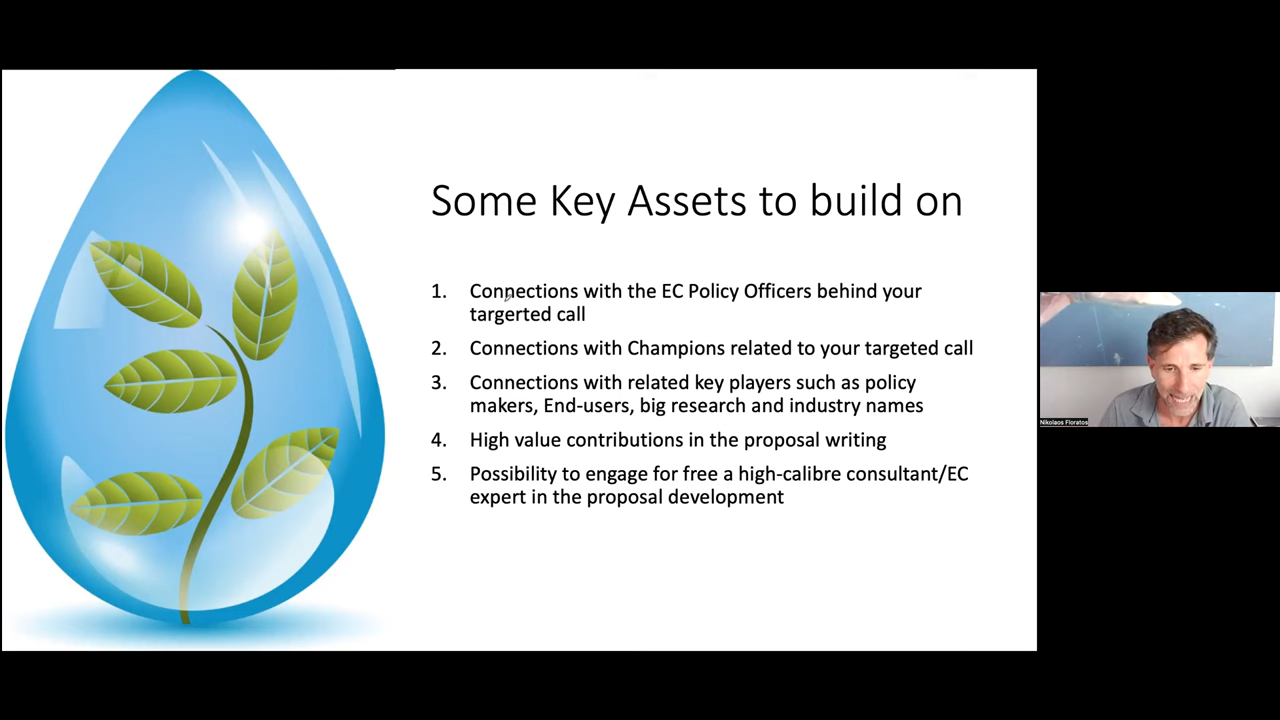 Some Key Assets to build on
1. Connections with the EC Policy Officers behind your
targerted call
2. Connections with Champions related to your targeted call
3. Connections with related key players such as policy
makers, End-users, big research and industry names
4. High value contributions in the proposal writing
5. Possibility to engage for free a high-calibre consultant/EC
expert in the proposal development
Nikolaos Floratos